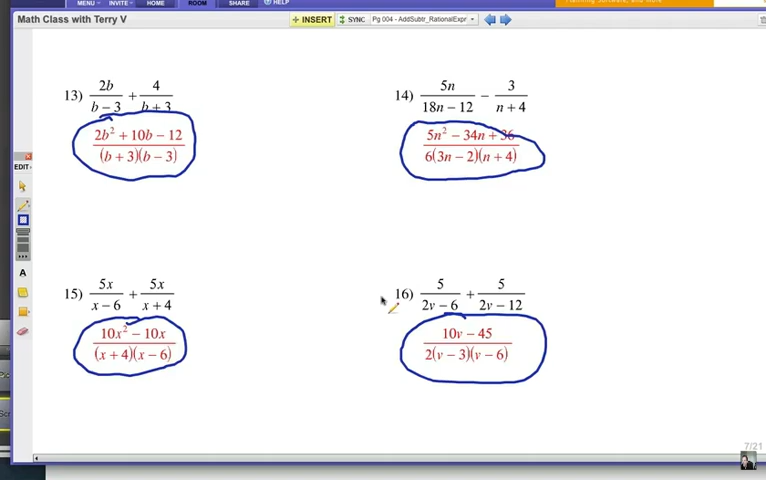 MENU INVITE HOME ROOM SHARE HELP
Math Class with Terry V
+ INSERT SYNC Pg 004 - AddSubtr_RationalExpr
13) 2b/(b − 3) + 4/(b + 3)
(2b² + 10b − 12)/((b + 3)(b − 3))
14) 5n/(18n − 12) − 3/(n + 4)
(5n² − 34n + 36)/(6(3n − 2)(n + 4))
EDIT
A
15) 5x/(x − 6) + 5x/(x + 4)
(10x² − 10x)/((x + 4)(x − 6))
16) 5/(2v − 6) + 5/(2v − 12)
(10v − 45)/(2(v − 3)(v − 6))
7/21